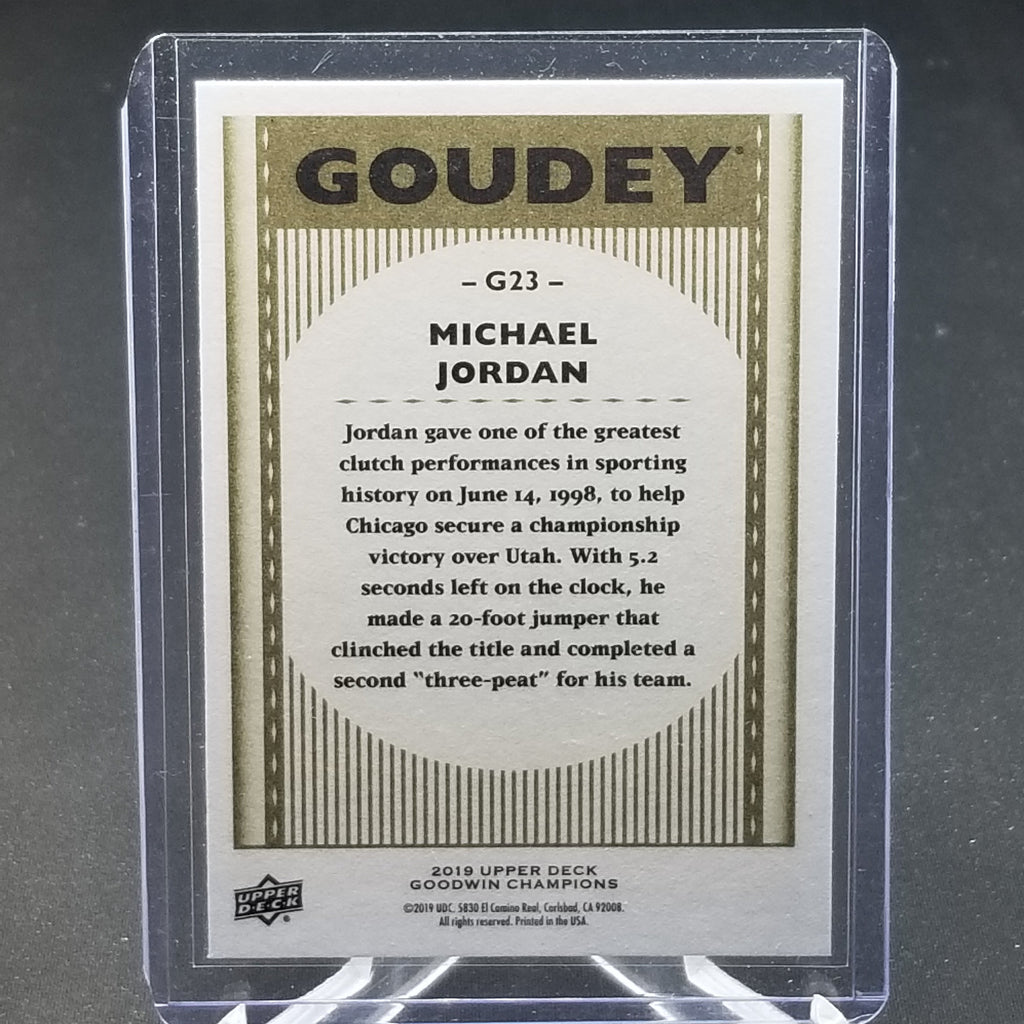 GOUDEY®
– G23 –
MICHAEL
JORDAN
Jordan gave one of the greatest
clutch performances in sporting
history on June 14, 1998, to help
Chicago secure a championship
victory over Utah. With 5.2
seconds left on the clock, he
made a 20-foot jumper that
clinched the title and completed a
second "three-peat" for his team.
2019 UPPER DECK
GOODWIN CHAMPIONS
©2019 UDC. 5830 El Camino Real, Carlsbad, CA 92008.
All rights reserved. Printed in the USA.
UPPER
D·E·C·K®